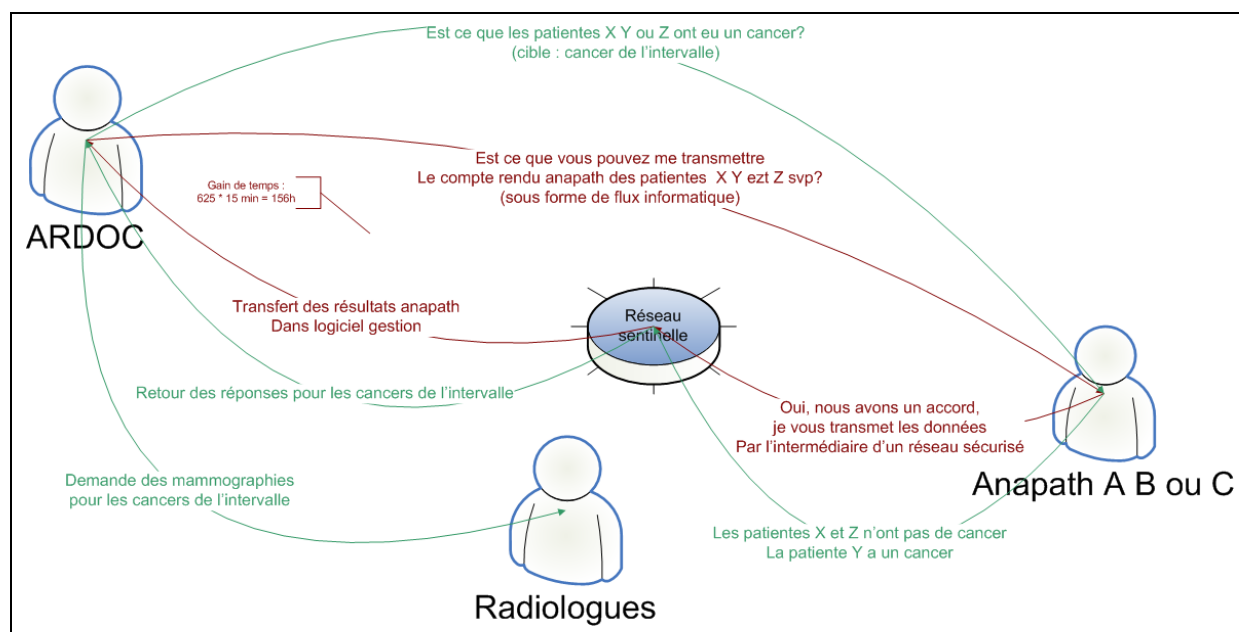 Est ce que les patientes X Y ou Z ont eu un cancer?
(cible : cancer de l'intervalle)
Est ce que vous pouvez me transmettre
Le compte rendu anapath des patientes X Y ezt Z svp?
(sous forme de flux informatique)
Gain de temps :
625 * 15 min = 156h
ARDOC
Transfert des résultats anapath
Dans logiciel gestion
Réseau
sentinelle
Retour des réponses pour les cancers de l'intervalle
Oui, nous avons un accord,
je vous transmet les données
Par l'intermédiaire d'un réseau sécurisé
Anapath A B ou C
Demande des mammographies
pour les cancers de l'intervalle
Les patientes X et Z n'ont pas de cancer
La patiente Y a un cancer
Radiologues